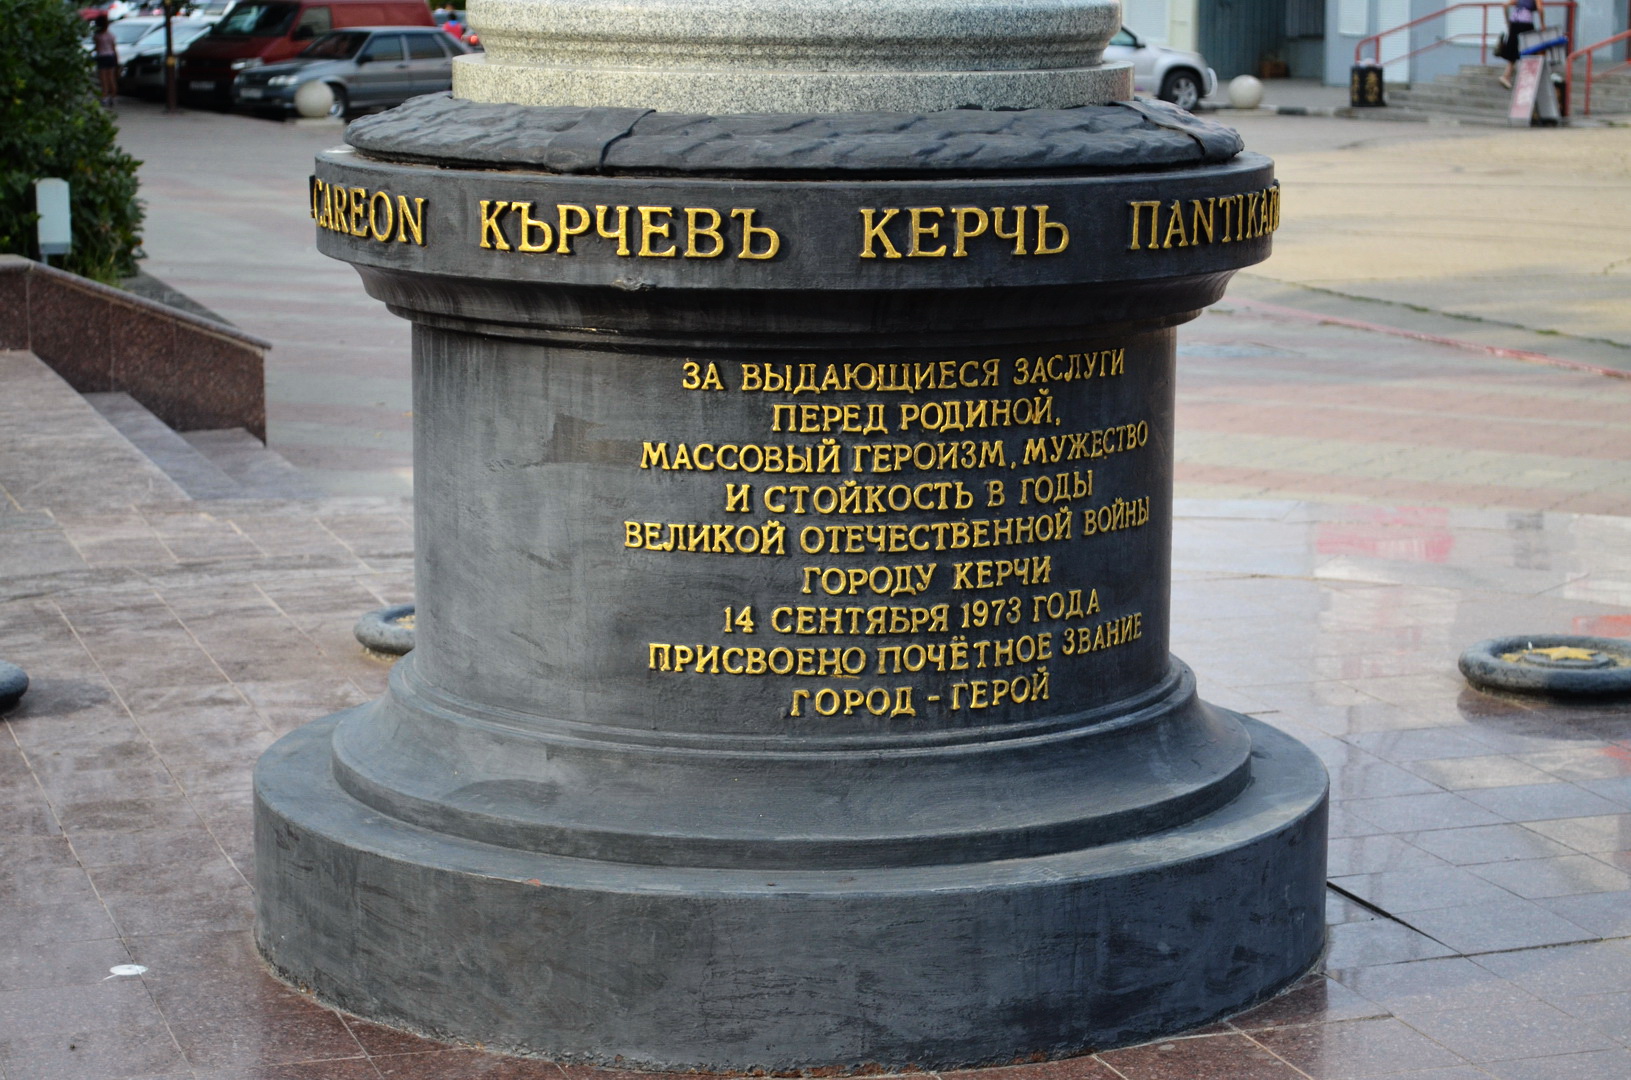 CAREON КЪРЧЕВЪ КЕРЧЬ
ЗА ВЫДАЮЩИЕСЯ ЗАСЛУГИ
ПЕРЕД РОДИНОЙ,
МАССОВЫЙ ГЕРОИЗМ, МУЖЕСТВО
И СТОЙКОСТЬ В ГОДЫ
ВЕЛИКОЙ ОТЕЧЕСТВЕННОЙ ВОЙНЫ
ГОРОДУ КЕРЧИ
14 СЕНТЯБРЯ 1973 ГОДА
ПРИСВОЕНО ПОЧЁТНОЕ ЗВАНИЕ
ГОРОД - ГЕРОЙ